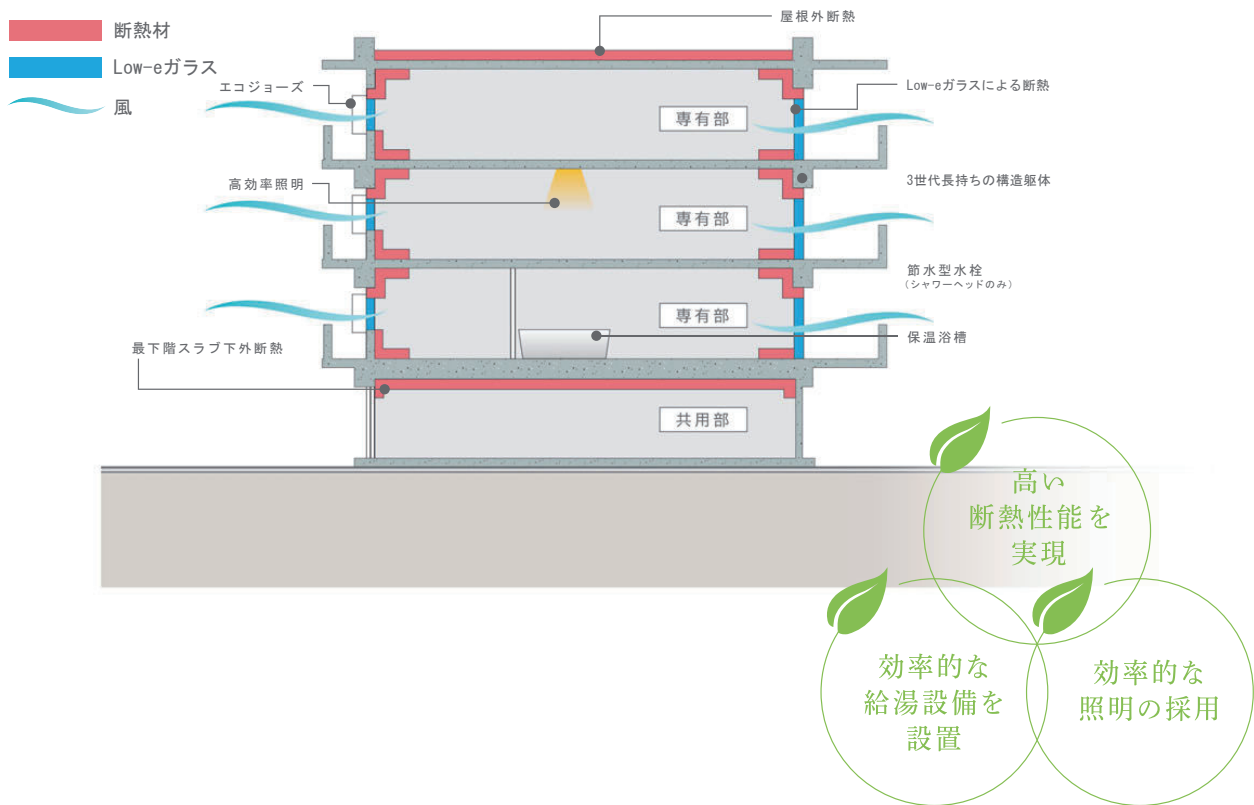 断熱材
Low-eガラス
風
屋根外断熱
エコジョーズ
Low-eガラスによる断熱
専有部
高効率照明
3世代長持ちの構造躯体
専有部
節水型水栓
(シャワーヘッドのみ)
専有部
保温浴槽
最下階スラブ下外断熱
共用部
高い
断熱性能を
実現
効率的な
給湯設備を
設置
効率的な
照明の採用